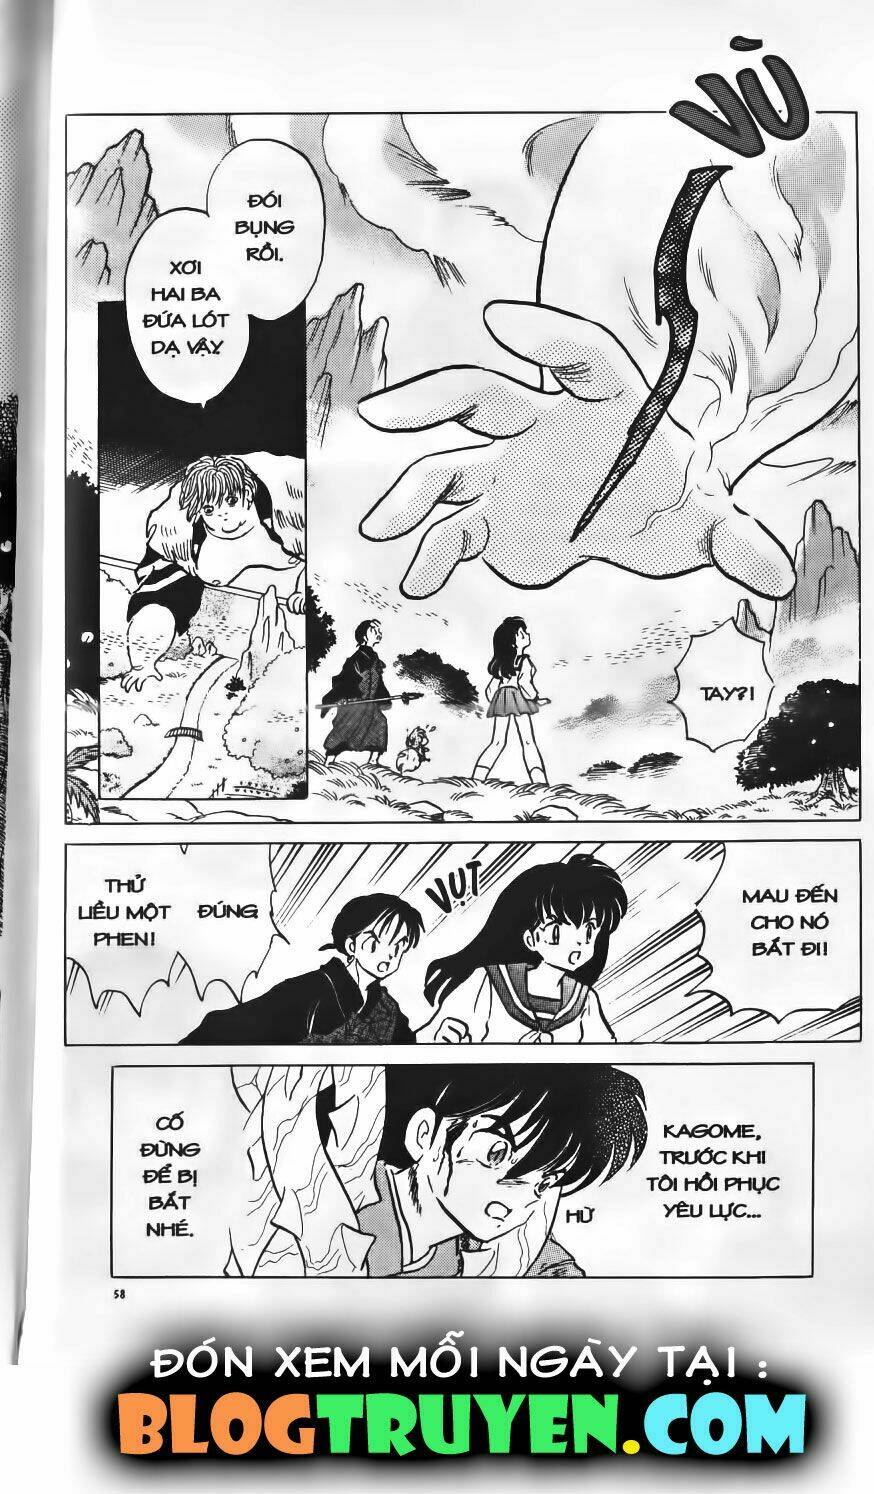 VÙ
ĐÓI
BỤNG
RỒI.
XƠI
HAI BA
ĐỨA LÓT
DẠ VẬY.
TAY?!
MAU ĐẾN
CHO NÓ
BẮT ĐI!
VỤT
ĐÚNG.
THỬ
LIỀU MỘT
PHEN!
KAGOME,
TRƯỚC KHI
TÔI HỒI PHỤC
YÊU LỰC...
HỪ
CỐ
ĐỪNG
ĐỂ BỊ
BẮT
NHÉ.
58
ĐÓN XEM MỖI NGÀY TẠI :
BLOGTRUYEN.COM